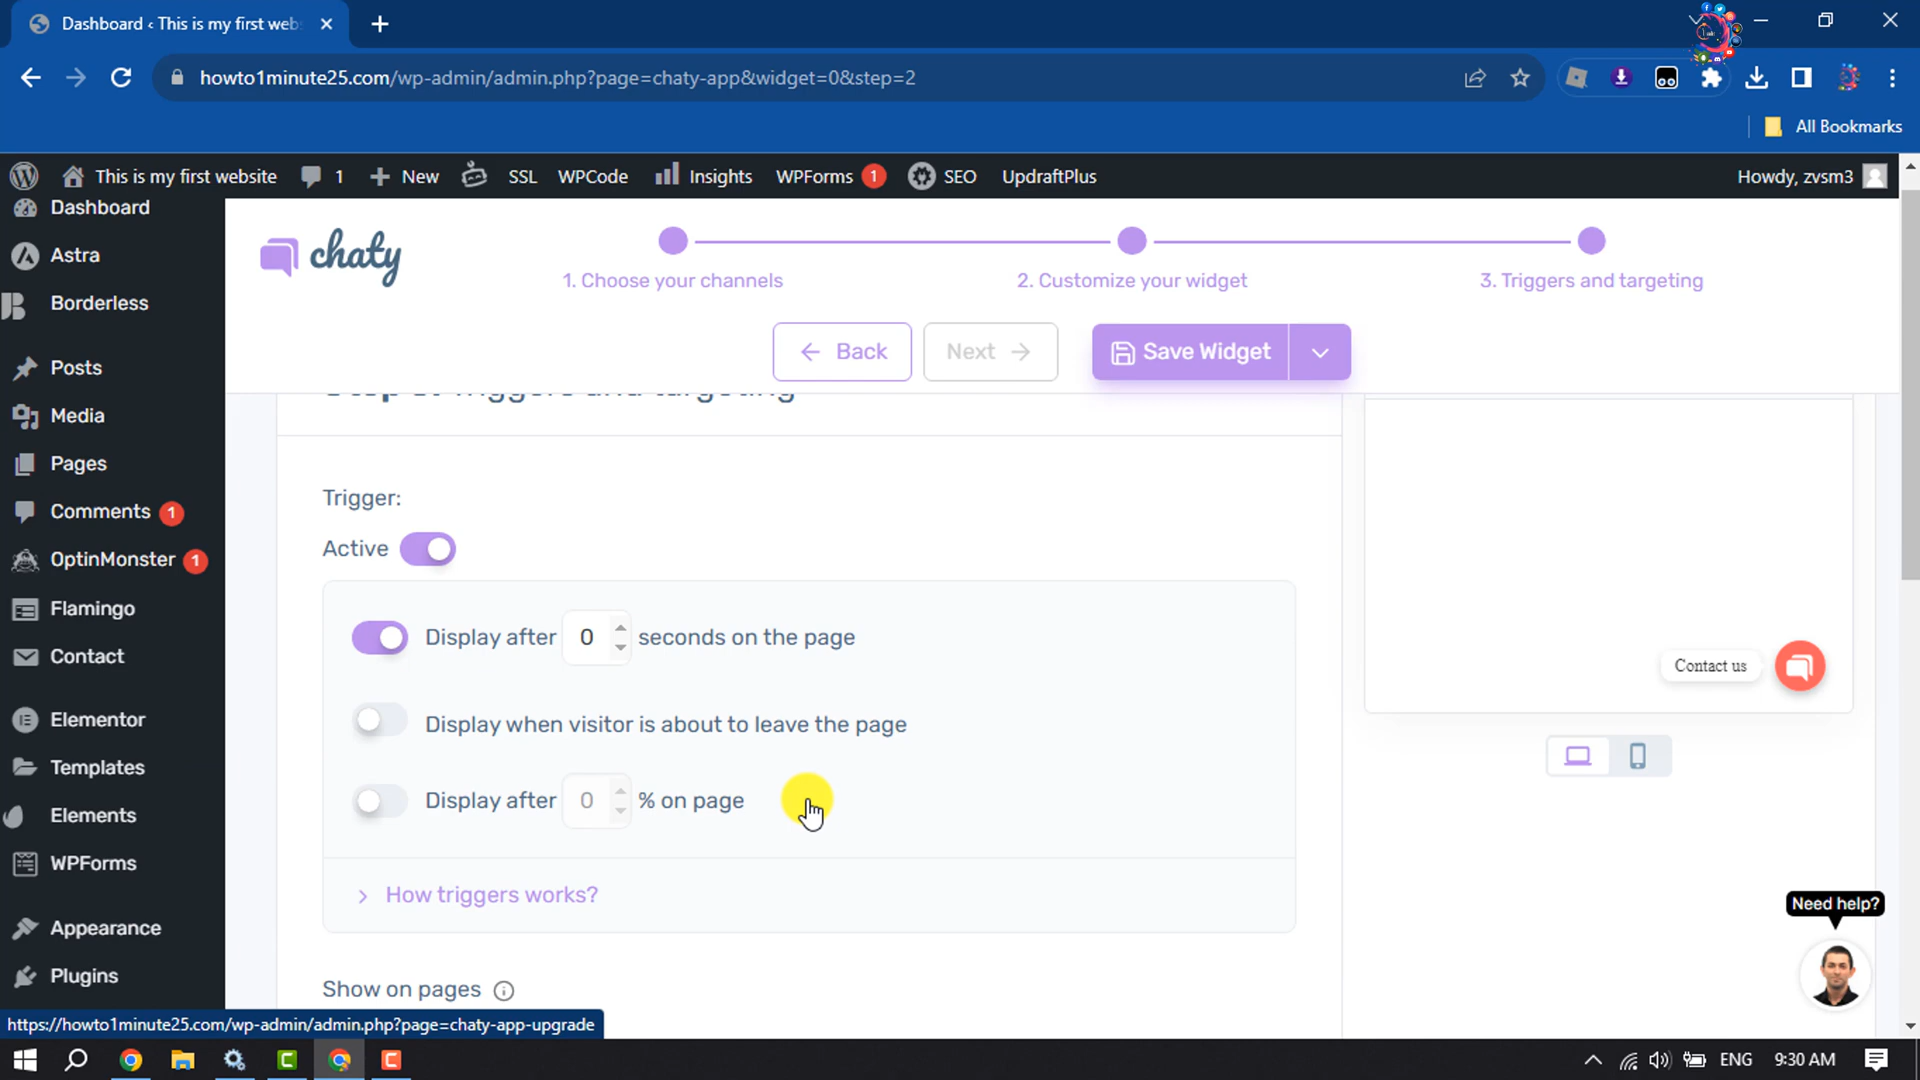 Dashboard ‹ This is my first web
howto1minute25.com/wp-admin/admin.php?page=chaty-app&widget=0&step=2
All Bookmarks
This is my first website
1
New
SSL
WPCode
Insights
WPForms 1
SEO
UpdraftPlus
Howdy, zvsm3
Dashboard
Astra
Borderless
Posts
Media
Pages
Comments 1
OptinMonster 1
Flamingo
Contact
Elementor
Templates
Elements
WPForms
Appearance
Plugins
chaty
1. Choose your channels
2. Customize your widget
3. Triggers and targeting
Back
Next
Save Widget
Step 3: Triggers and targeting
Trigger:
Active
Display after 0 seconds on the page
Display when visitor is about to leave the page
Display after 0 % on page
How triggers works?
Show on pages
Contact us
Need help?
https://howto1minute25.com/wp-admin/admin.php?page=chaty-app-upgrade
ENG
9:30 AM